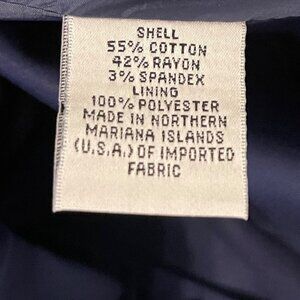 SHELL
55% COTTON
42% RAYON
3% SPANDEX
LINING
100% POLYESTER
MADE IN NORTHERN
MARIANA ISLANDS
(U.S.A.) OF IMPORTED
FABRIC